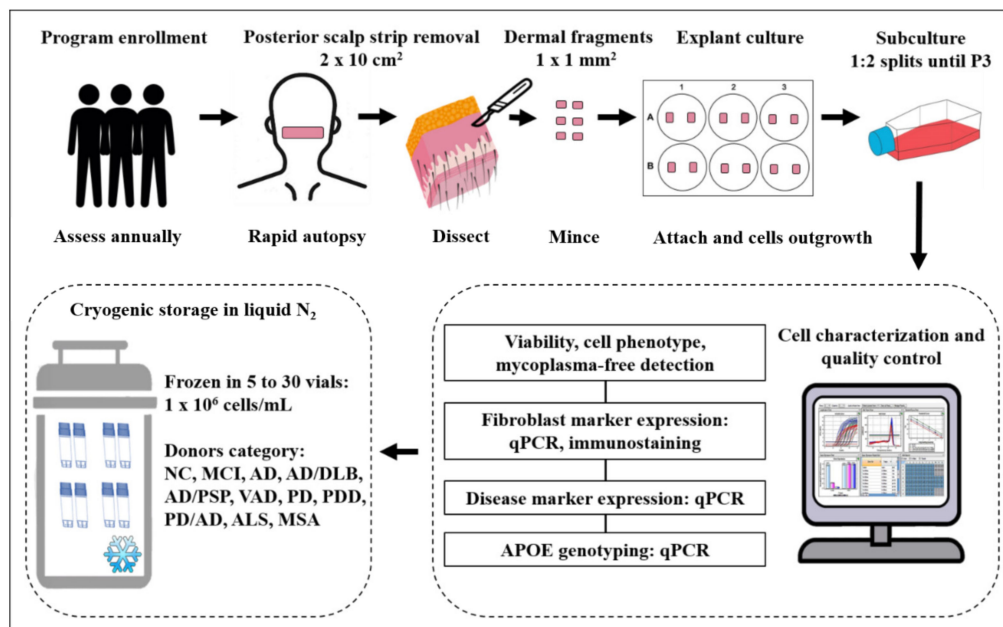 Program enrollment
Posterior scalp strip removal
2 x 10 cm²
Dermal fragments
1 x 1 mm²
Explant culture
Subculture
1:2 splits until P3
1 2 3
A
B
Assess annually
Rapid autopsy
Dissect
Mince
Attach and cells outgrowth
Cryogenic storage in liquid N₂
Frozen in 5 to 30 vials:
1 x 10⁶ cells/mL
Donors category:
NC, MCI, AD, AD/DLB,
AD/PSP, VAD, PD, PDD,
PD/AD, ALS, MSA
Viability, cell phenotype,
mycoplasma-free detection
Fibroblast marker expression:
qPCR, immunostaining
Disease marker expression: qPCR
APOE genotyping: qPCR
Cell characterization and
quality control